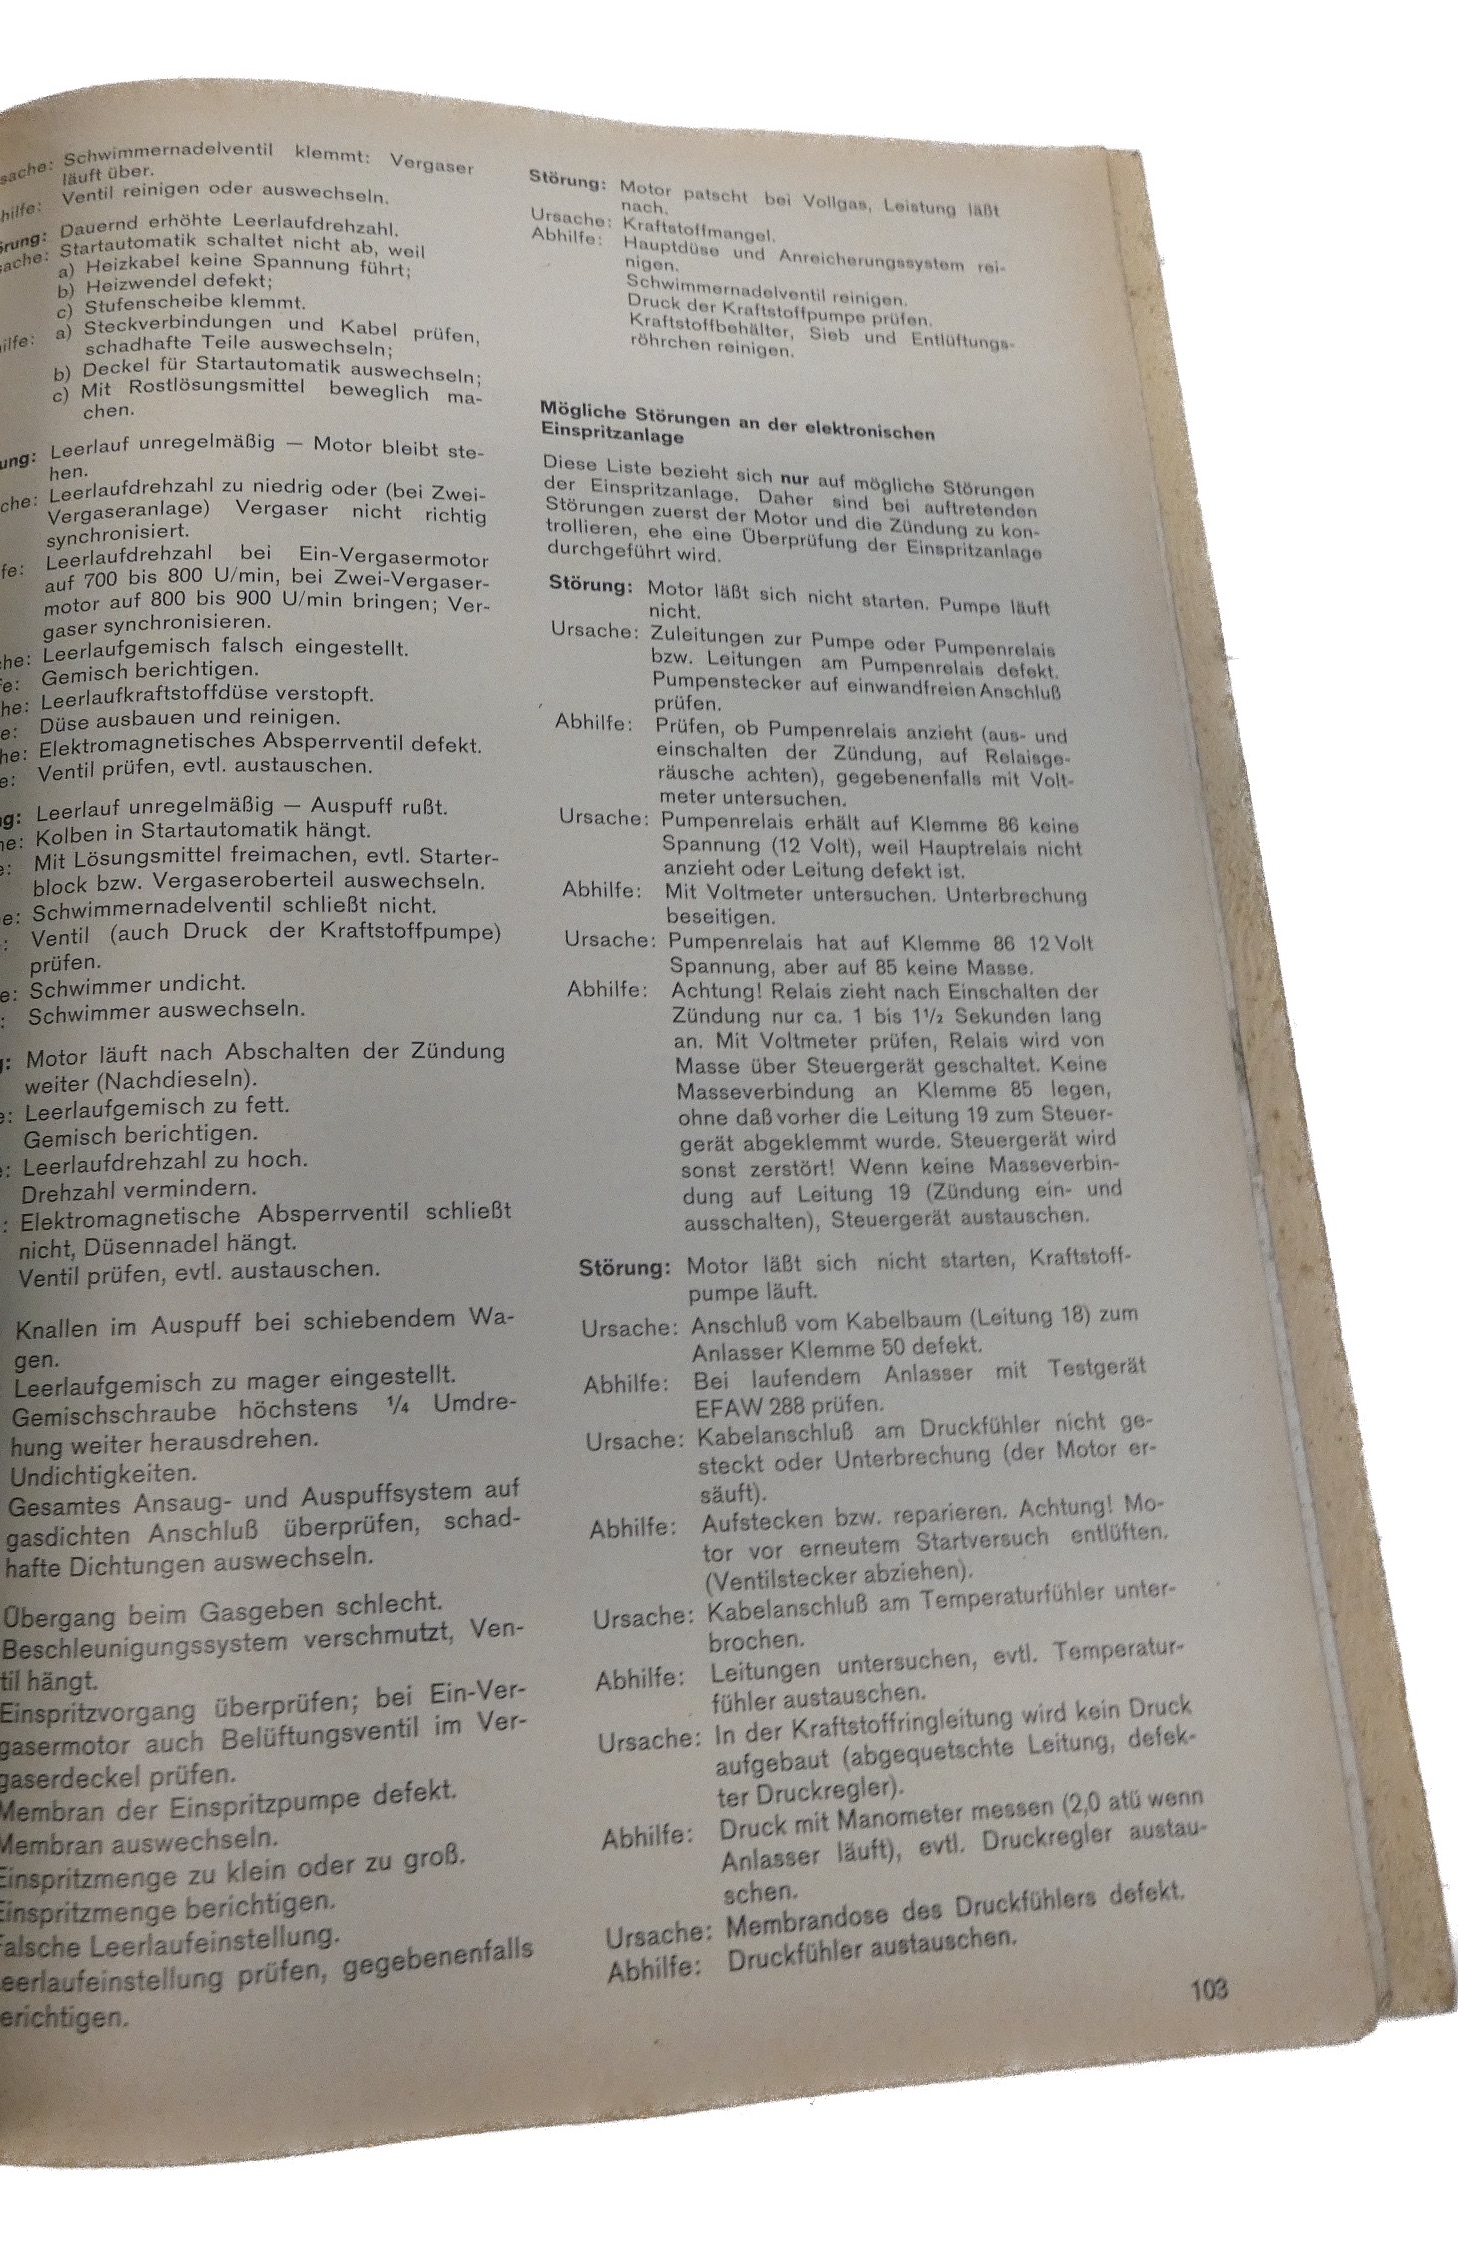 sache: Schwimmernadelventil klemmt: Vergaser
läuft über.
hilfe: Ventil reinigen oder auswechseln.
örung: Dauernd erhöhte Leerlaufdrehzahl.
sache: Startautomatik schaltet nicht ab, weil
a) Heizkabel keine Spannung führt;
b) Heizwendel defekt;
c) Stufenscheibe klemmt.
ilfe: a) Steckverbindungen und Kabel prüfen,
schadhafte Teile auswechseln;
b) Deckel für Startautomatik auswechseln;
c) Mit Rostlösungsmittel beweglich ma-
chen.
ung: Leerlauf unregelmäßig — Motor bleibt ste-
hen.
che: Leerlaufdrehzahl zu niedrig oder (bei Zwei-
Vergaseranlage) Vergaser nicht richtig
synchronisiert.
fe: Leerlaufdrehzahl bei Ein-Vergasermotor
auf 700 bis 800 U/min, bei Zwei-Vergaser-
motor auf 800 bis 900 U/min bringen; Ver-
gaser synchronisieren.
che: Leerlaufgemisch falsch eingestellt.
fe: Gemisch berichtigen.
he: Leerlaufkraftstoffdüse verstopft.
e: Düse ausbauen und reinigen.
he: Elektromagnetisches Absperrventil defekt.
e: Ventil prüfen, evtl. austauschen.
ng: Leerlauf unregelmäßig — Auspuff rußt.
he: Kolben in Startautomatik hängt.
e: Mit Lösungsmittel freimachen, evtl. Starter-
block bzw. Vergaseroberteil auswechseln.
e: Schwimmernadelventil schließt nicht.
: Ventil (auch Druck der Kraftstoffpumpe)
prüfen.
e: Schwimmer undicht.
: Schwimmer auswechseln.
g: Motor läuft nach Abschalten der Zündung
weiter (Nachdieseln).
e: Leerlaufgemisch zu fett.
Gemisch berichtigen.
e: Leerlaufdrehzahl zu hoch.
Drehzahl vermindern.
: Elektromagnetische Absperrventil schließt
nicht, Düsennadel hängt.
Ventil prüfen, evtl. austauschen.
Knallen im Auspuff bei schiebendem Wa-
gen.
Leerlaufgemisch zu mager eingestellt.
Gemischschraube höchstens ¼ Umdre-
hung weiter herausdrehen.
Undichtigkeiten.
Gesamtes Ansaug- und Auspuffsystem auf
gasdichten Anschluß überprüfen, schad-
hafte Dichtungen auswechseln.
Übergang beim Gasgeben schlecht.
Beschleunigungssystem verschmutzt, Ven-
til hängt.
Einspritzvorgang überprüfen; bei Ein-Ver-
gasermotor auch Belüftungsventil im Ver-
gaserdeckel prüfen.
Membran der Einspritzpumpe defekt.
Membran auswechseln.
Einspritzmenge zu klein oder zu groß.
Einspritzmenge berichtigen.
Falsche Leerlaufeinstellung.
eerlaufeinstellung prüfen, gegebenenfalls
erichtigen.
Störung: Motor patscht bei Vollgas, Leistung läßt
nach.
Ursache: Kraftstoffmangel.
Abhilfe: Hauptdüse und Anreicherungssystem rei-
nigen.
Schwimmernadelventil reinigen.
Druck der Kraftstoffpumpe prüfen.
Kraftstoffbehälter, Sieb und Entlüftungs-
röhrchen reinigen.
Mögliche Störungen an der elektronischen
Einspritzanlage
Diese Liste bezieht sich nur auf mögliche Störungen
der Einspritzanlage. Daher sind bei auftretenden
Störungen zuerst der Motor und die Zündung zu kon-
trollieren, ehe eine Überprüfung der Einspritzanlage
durchgeführt wird.
Störung: Motor läßt sich nicht starten. Pumpe läuft
nicht.
Ursache: Zuleitungen zur Pumpe oder Pumpenrelais
bzw. Leitungen am Pumpenrelais defekt.
Pumpenstecker auf einwandfreien Anschluß
prüfen.
Abhilfe: Prüfen, ob Pumpenrelais anzieht (aus- und
einschalten der Zündung, auf Relaisge-
räusche achten), gegebenenfalls mit Volt-
meter untersuchen.
Ursache: Pumpenrelais erhält auf Klemme 86 keine
Spannung (12 Volt), weil Hauptrelais nicht
anzieht oder Leitung defekt ist.
Abhilfe: Mit Voltmeter untersuchen. Unterbrechung
beseitigen.
Ursache: Pumpenrelais hat auf Klemme 86 12 Volt
Spannung, aber auf 85 keine Masse.
Abhilfe: Achtung! Relais zieht nach Einschalten der
Zündung nur ca. 1 bis 1½ Sekunden lang
an. Mit Voltmeter prüfen, Relais wird von
Masse über Steuergerät geschaltet. Keine
Masseverbindung an Klemme 85 legen,
ohne daß vorher die Leitung 19 zum Steuer-
gerät abgeklemmt wurde. Steuergerät wird
sonst zerstört! Wenn keine Masseverbin-
dung auf Leitung 19 (Zündung ein- und
ausschalten), Steuergerät austauschen.
Störung: Motor läßt sich nicht starten, Kraftstoff-
pumpe läuft.
Ursache: Anschluß vom Kabelbaum (Leitung 18) zum
Anlasser Klemme 50 defekt.
Abhilfe: Bei laufendem Anlasser mit Testgerät
EFAW 288 prüfen.
Ursache: Kabelanschluß am Druckfühler nicht ge-
steckt oder Unterbrechung (der Motor er-
säuft).
Abhilfe: Aufstecken bzw. reparieren. Achtung! Mo-
tor vor erneutem Startversuch entlüften.
(Ventilstecker abziehen).
Ursache: Kabelanschluß am Temperaturfühler unter-
brochen.
Abhilfe: Leitungen untersuchen, evtl. Temperatur-
fühler austauschen.
Ursache: In der Kraftstoffringleitung wird kein Druck
aufgebaut (abgequetschte Leitung, defek-
ter Druckregler).
Abhilfe: Druck mit Manometer messen (2,0 atü wenn
Anlasser läuft), evtl. Druckregler austau-
schen.
Ursache: Membrandose des Druckfühlers defekt.
Abhilfe: Druckfühler austauschen.
103